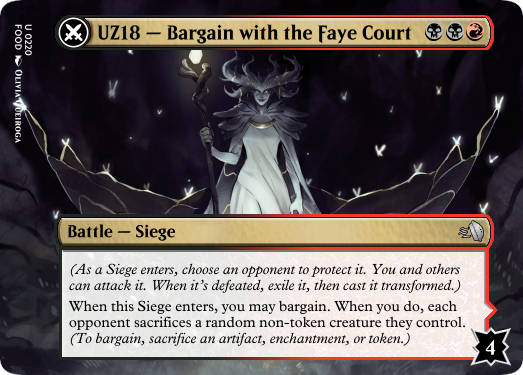 UZ18 — Bargain with the Faye Court
U 0220
FOOD Olivia Queiroga
Battle — Siege
(As a Siege enters, choose an opponent to protect it. You and others
can attack it. When it's defeated, exile it, then cast it transformed.)
When this Siege enters, you may bargain. When you do, each
opponent sacrifices a random non-token creature they control.
(To bargain, sacrifice an artifact, enchantment, or token.)
4